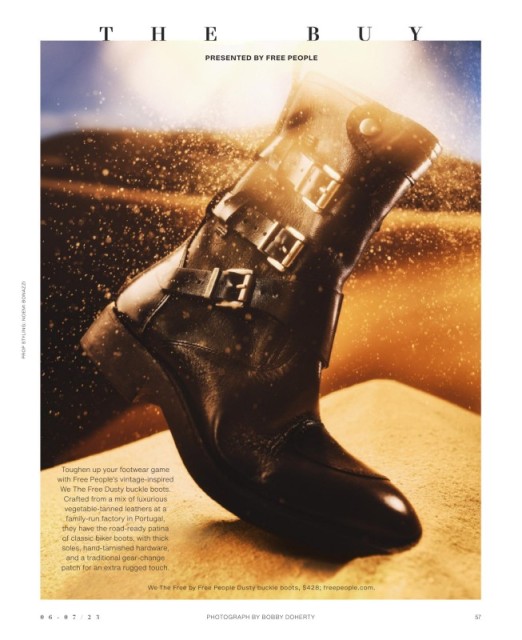 THE BUY
PRESENTED BY FREE PEOPLE
PROP STYLING: NOEMI BONAZZI
Toughen up your footwear game
with Free People's vintage-inspired
We The Free Dusty buckle boots.
Crafted from a mix of luxurious
vegetable-tanned leathers at a
family-run factory in Portugal,
they have the road-ready patina
of classic biker boots, with thick
soles, hand-tarnished hardware,
and a traditional gear-change
patch for an extra rugged touch.
We The Free by Free People Dusty buckle boots, $428, freepeople.com.
06-07/23
PHOTOGRAPH BY BOBBY DOHERTY
57